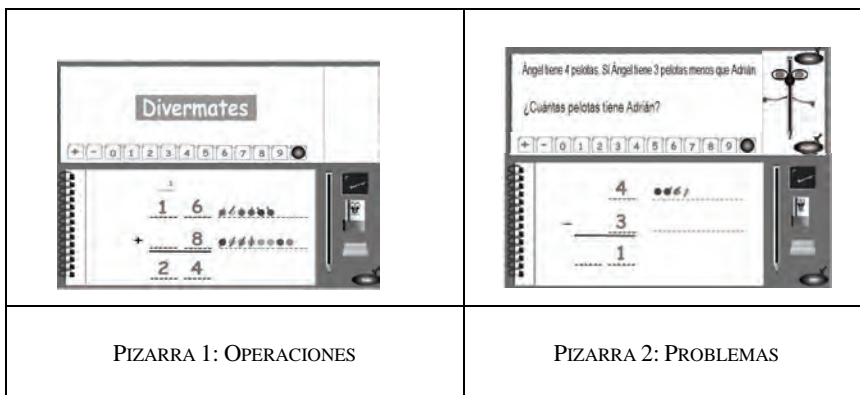 Divermates
+ - 0 1 2 3 4 5 6 7 8 9
1
1 6
+ 8
2 4
Ángel tiene 4 pelotas. Si Ángel tiene 3 pelotas menos que Adrián
¿Cuántas pelotas tiene Adrián?
+ - 0 1 2 3 4 5 6 7 8 9
4
- 3
1
PIZARRA 1: OPERACIONES
PIZARRA 2: PROBLEMAS